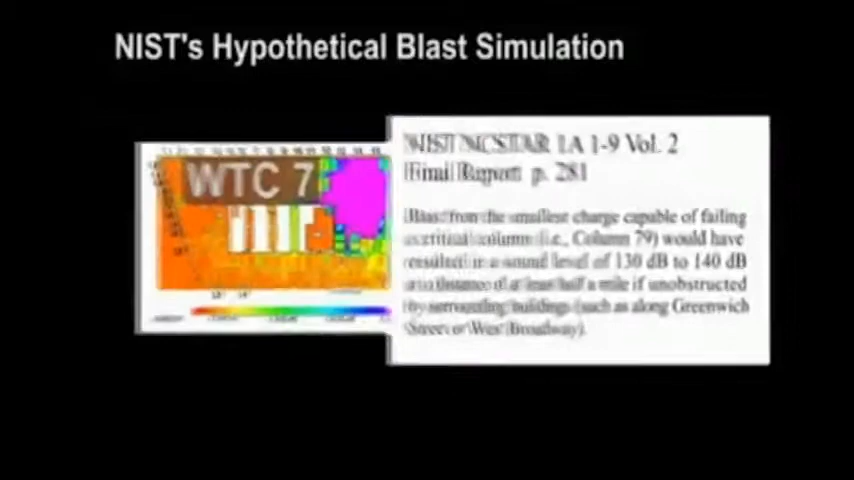 NIST's Hypothetical Blast Simulation
WTC 7
NIST NCSTAR 1A 1-9 Vol. 2
Final Report p. 281
Blast from the smallest charge capable of failing
a critical column (i.e., Column 79) would have
resulted in a sound level of 130 dB to 140 dB
at a distance of at least half a mile if unobstructed
by surrounding buildings (such as along Greenwich
Street or West Broadway).